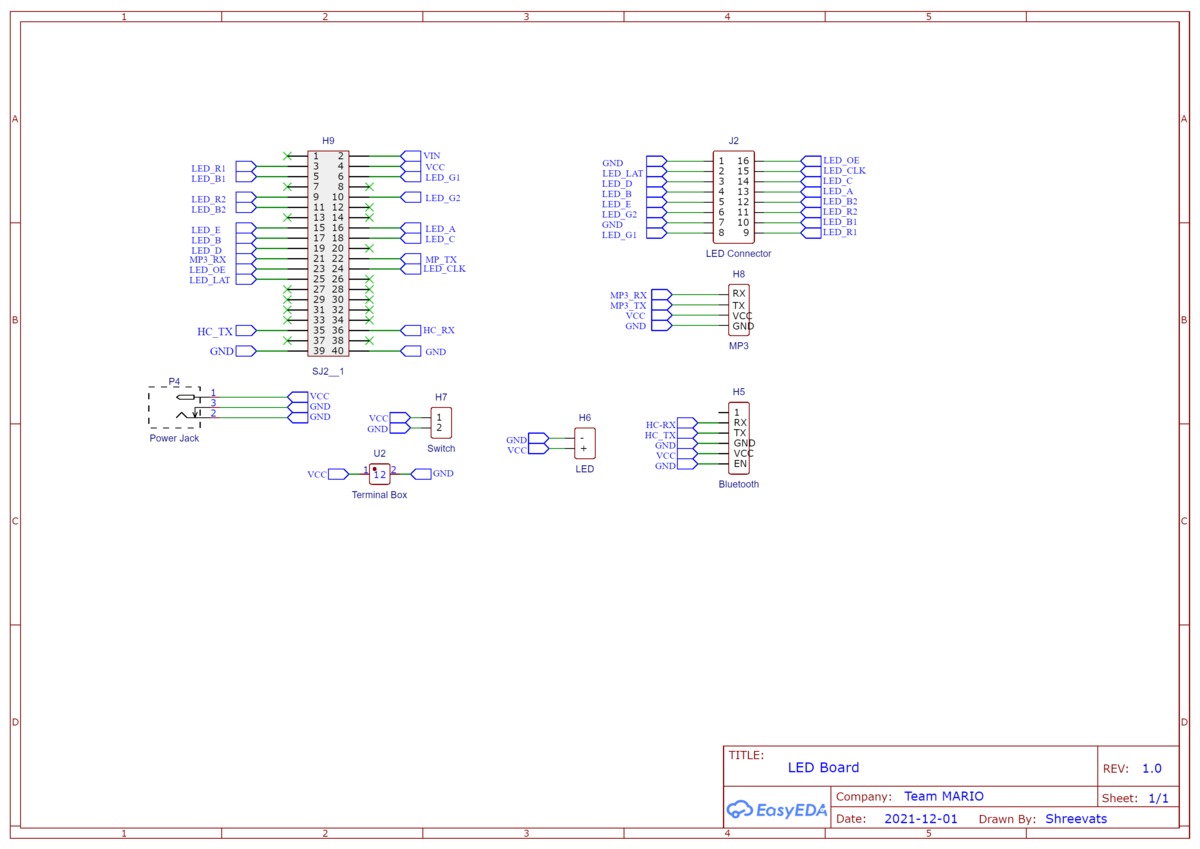 1 2 3 4 5
A A
B B
C C
D D
H9
1 2 VIN
LED_R1 3 4 VCC
LED_B1 5 6 LED_G1
7 8
LED_R2 9 10 LED_G2
LED_B2 11 12
13 14
LED_E 15 16 LED_A
LED_B 17 18 LED_C
LED_D 19 20
MP3_RX 21 22 MP_TX
LED_OE 23 24 LED_CLK
LED_LAT 25 26
27 28
29 30
31 32
33 34
HC_TX 35 36 HC_RX
37 38
GND 39 40 GND
SJ2__1
J2
GND 1 16 LED_OE
LED_LAT 2 15 LED_CLK
LED_D 3 14 LED_C
LED_B 4 13 LED_A
LED_E 5 12 LED_B2
LED_G2 6 11 LED_R2
GND 7 10 LED_B1
LED_G1 8 9 LED_R1
LED Connector
H8
MP3_RX RX
MP3_TX TX
VCC VCC
GND GND
MP3
P4
1 VCC
3 GND
2 GND
Power Jack
H7
VCC 1
GND 2
Switch
U2
VCC 1 12 2 GND
Terminal Box
H6
GND -
VCC +
LED
H5
1
HC-RX RX
HC_TX TX
GND GND
VCC VCC
GND EN
Bluetooth
TITLE:
LED Board
REV: 1.0
EasyEDA
Company: Team MARIO
Sheet: 1/1
Date: 2021-12-01 Drawn By: Shreevats
1 2 3 4 5